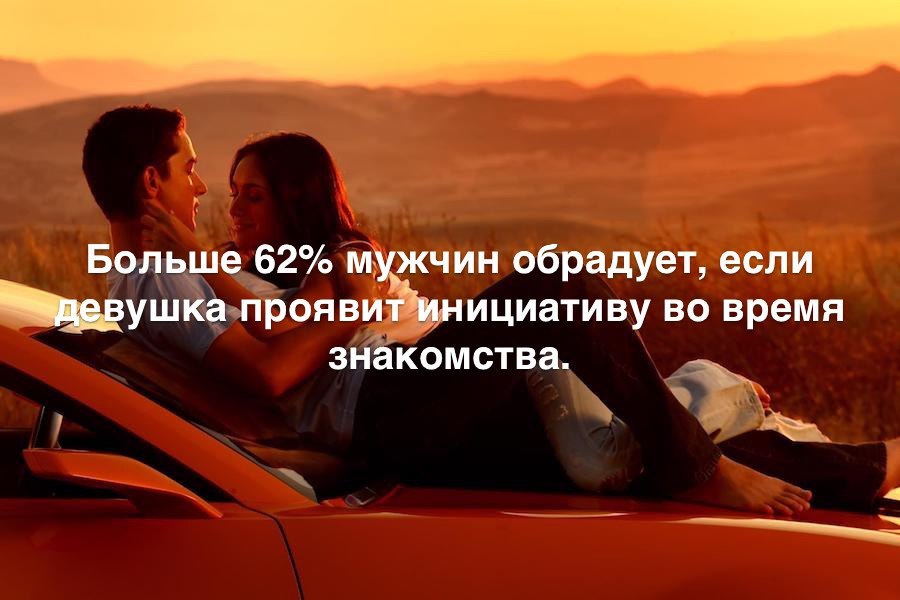 Больше 62% мужчин обрадует, если
девушка проявит инициативу во время
знакомства.